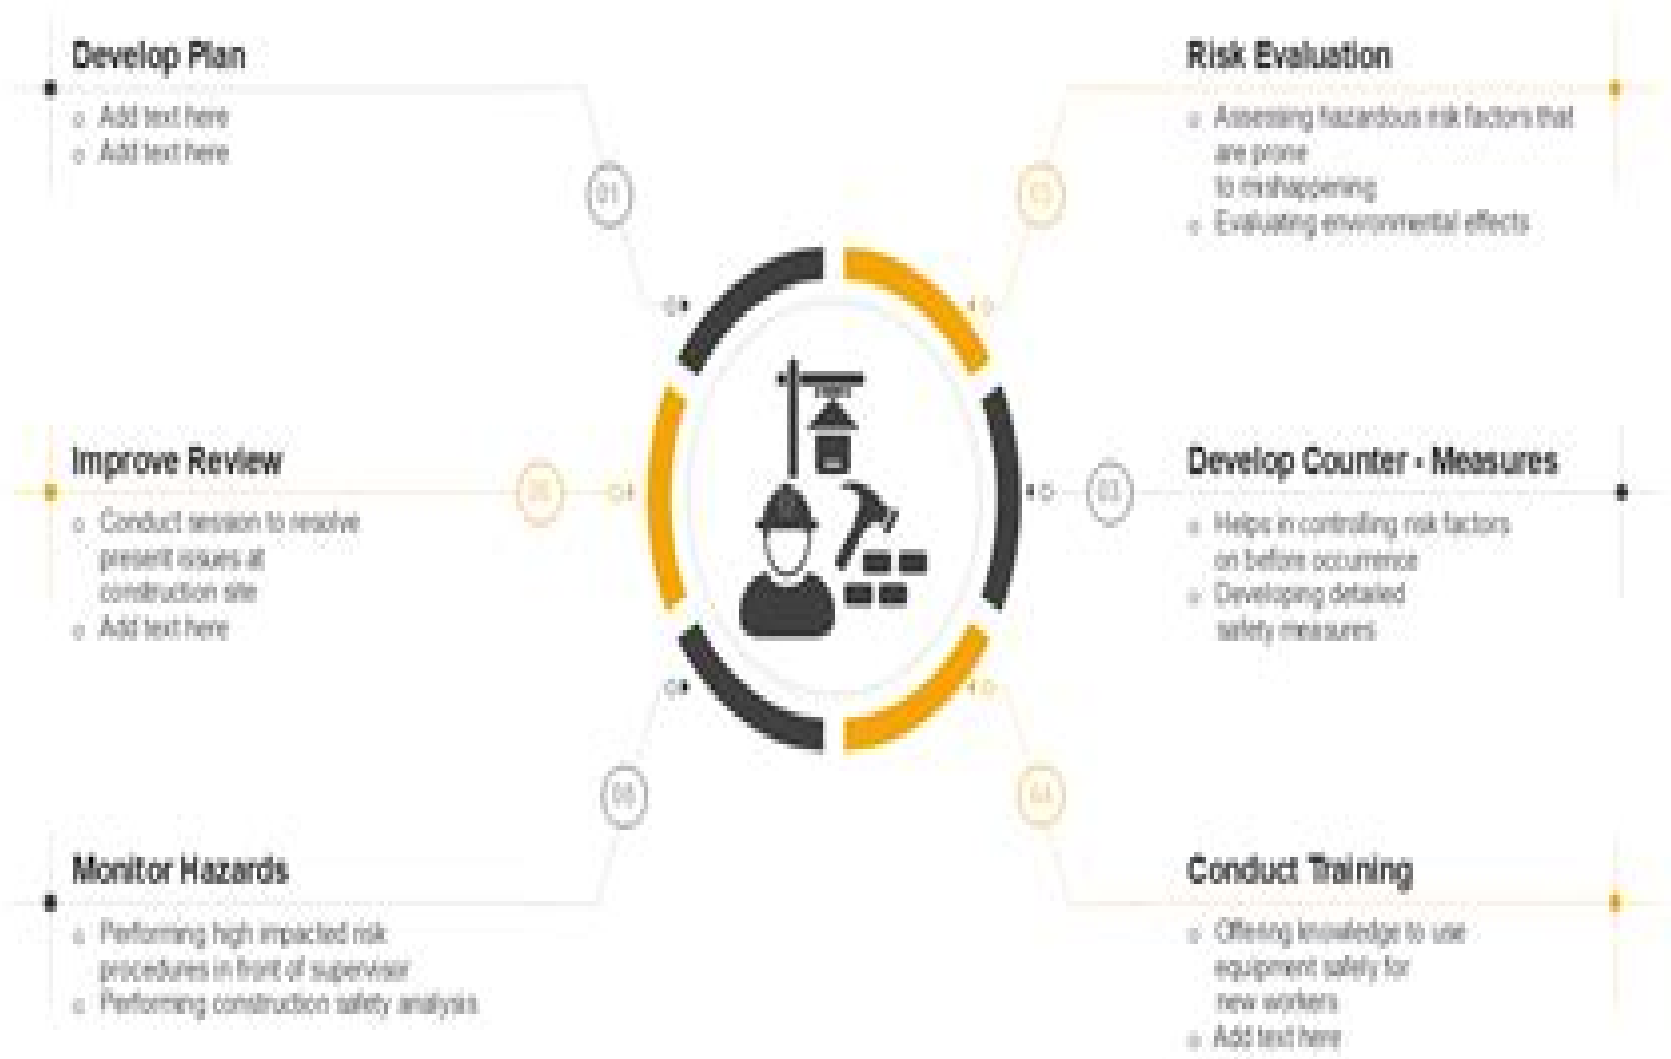 Develop Plan
Add text here
Add text here
01
Risk Evaluation
Assessing hazardous risk factors that
are prone
to mishappening
Evaluating environmental effects
Improve Review
Conduct session to resolve
present issues at
construction site
Add text here
Develop Counter - Measures
Helps in controlling risk factors
on before occurrence
Developing detailed
safety measures
Monitor Hazards
Performing high impacted risk
procedures in front of supervisor
Performing construction safety analysis
Conduct Training
Offering knowledge to use
equipment safely for
new workers
Add text here